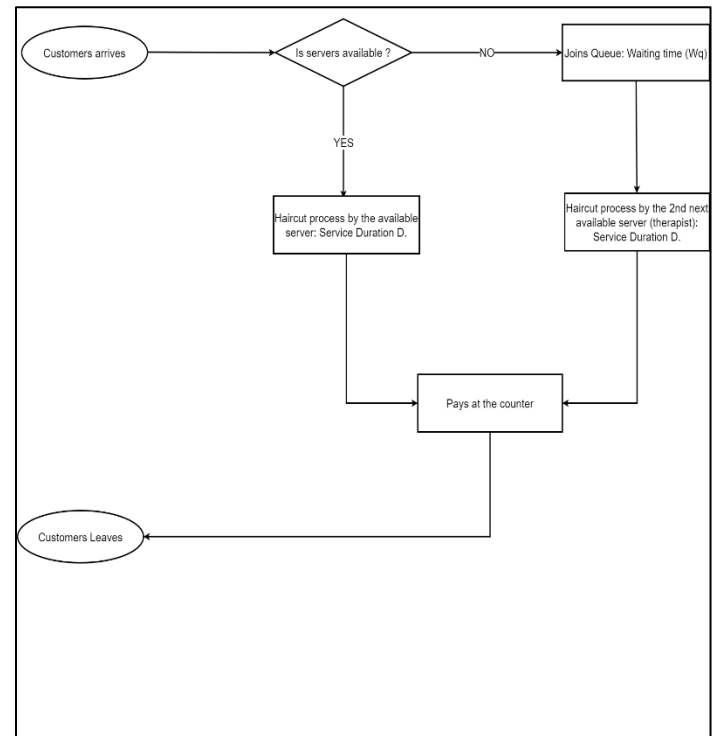 Customers arrives
Is servers available ?
NO
Joins Queue: Waiting time (Wq)
YES
Haircut process by the available
server: Service Duration D.
Haircut process by the 2nd next
available server (therapist):
Service Duration D.
Pays at the counter
Customers Leaves